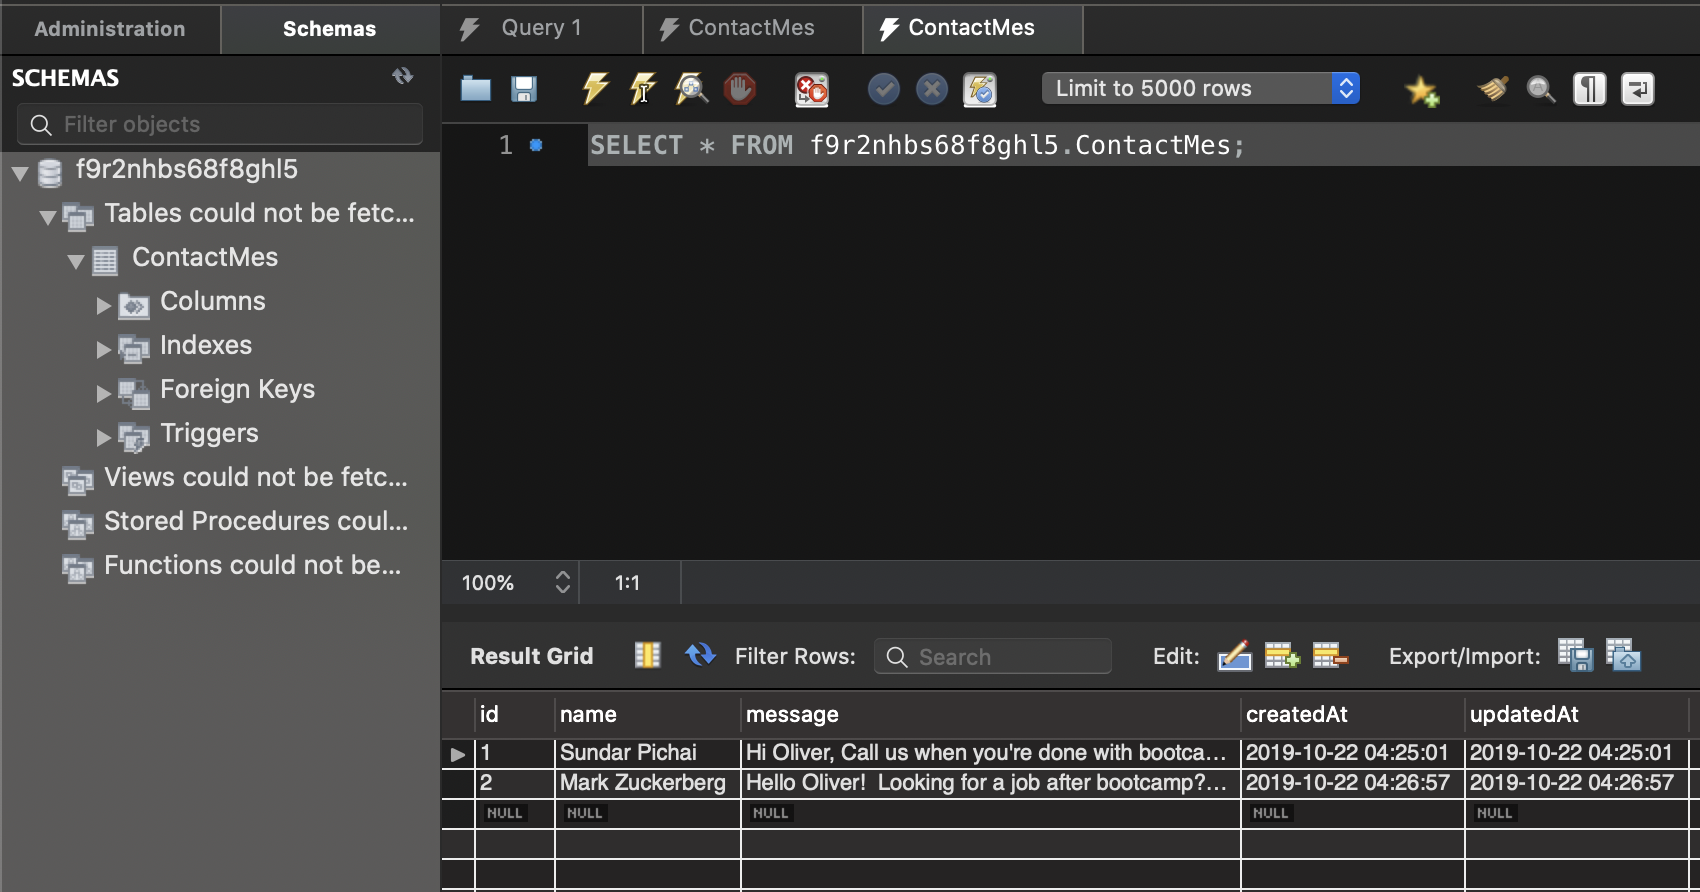 Administration
Schemas
Query 1
ContactMes
ContactMes
SCHEMAS
Filter objects
f9r2nhbs68f8ghl5
Tables could not be fetc...
ContactMes
Columns
Indexes
Foreign Keys
Triggers
Views could not be fetc...
Stored Procedures coul...
Functions could not be...
Limit to 5000 rows
1 SELECT * FROM f9r2nhbs68f8ghl5.ContactMes;
100% 1:1
Result Grid Filter Rows: Search Edit: Export/Import:
id name message createdAt updatedAt
1 Sundar Pichai Hi Oliver, Call us when you're done with bootca... 2019-10-22 04:25:01 2019-10-22 04:25:01
2 Mark Zuckerberg Hello Oliver!  Looking for a job after bootcamp?... 2019-10-22 04:26:57 2019-10-22 04:26:57
NULL NULL NULL NULL NULL